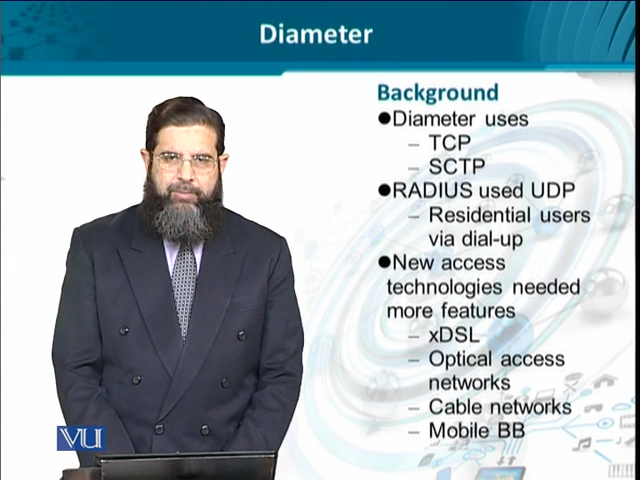 Diameter
Background
●Diameter uses
– TCP
– SCTP
●RADIUS used UDP
– Residential users
via dial-up
●New access
technologies needed
more features
– xDSL
– Optical access
networks
– Cable networks
– Mobile BB
VU